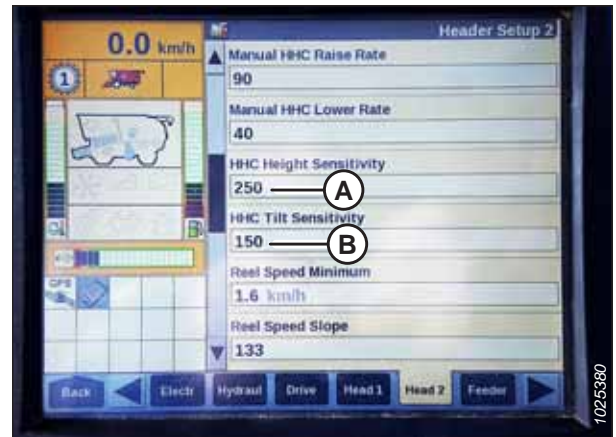 0.0 km/h
Header Setup 2
1
Manual HHC Raise Rate
90
Manual HHC Lower Rate
40
HHC Height Sensitivity
250
A
HHC Tilt Sensitivity
150
B
Reel Speed Minimum
1.6 km/h
GPS
Reel Speed Slope
133
Back Electr Hydraul Drive Head 1 Head 2 Feeder
1025380